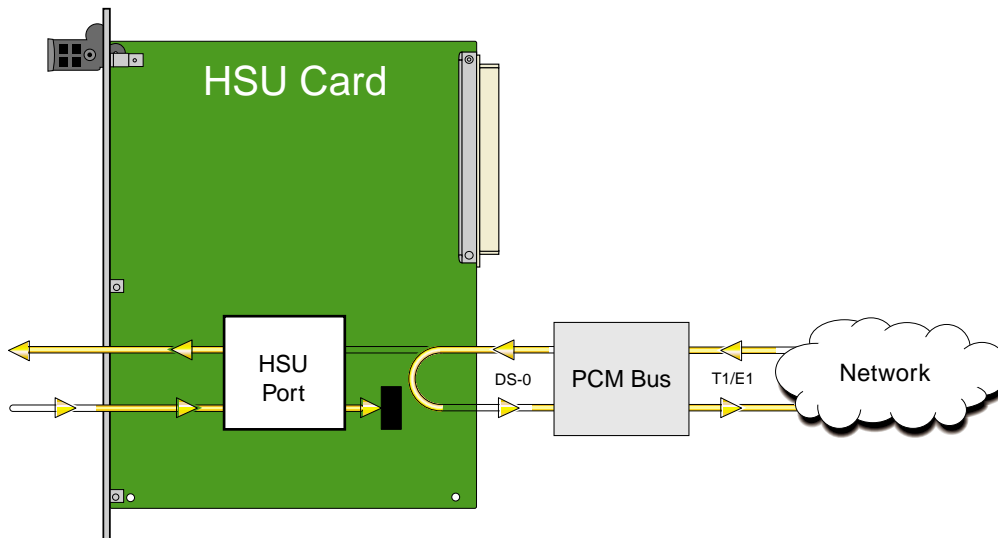 HSU Card
HSU
Port
DS-0
PCM Bus
T1/E1
Network